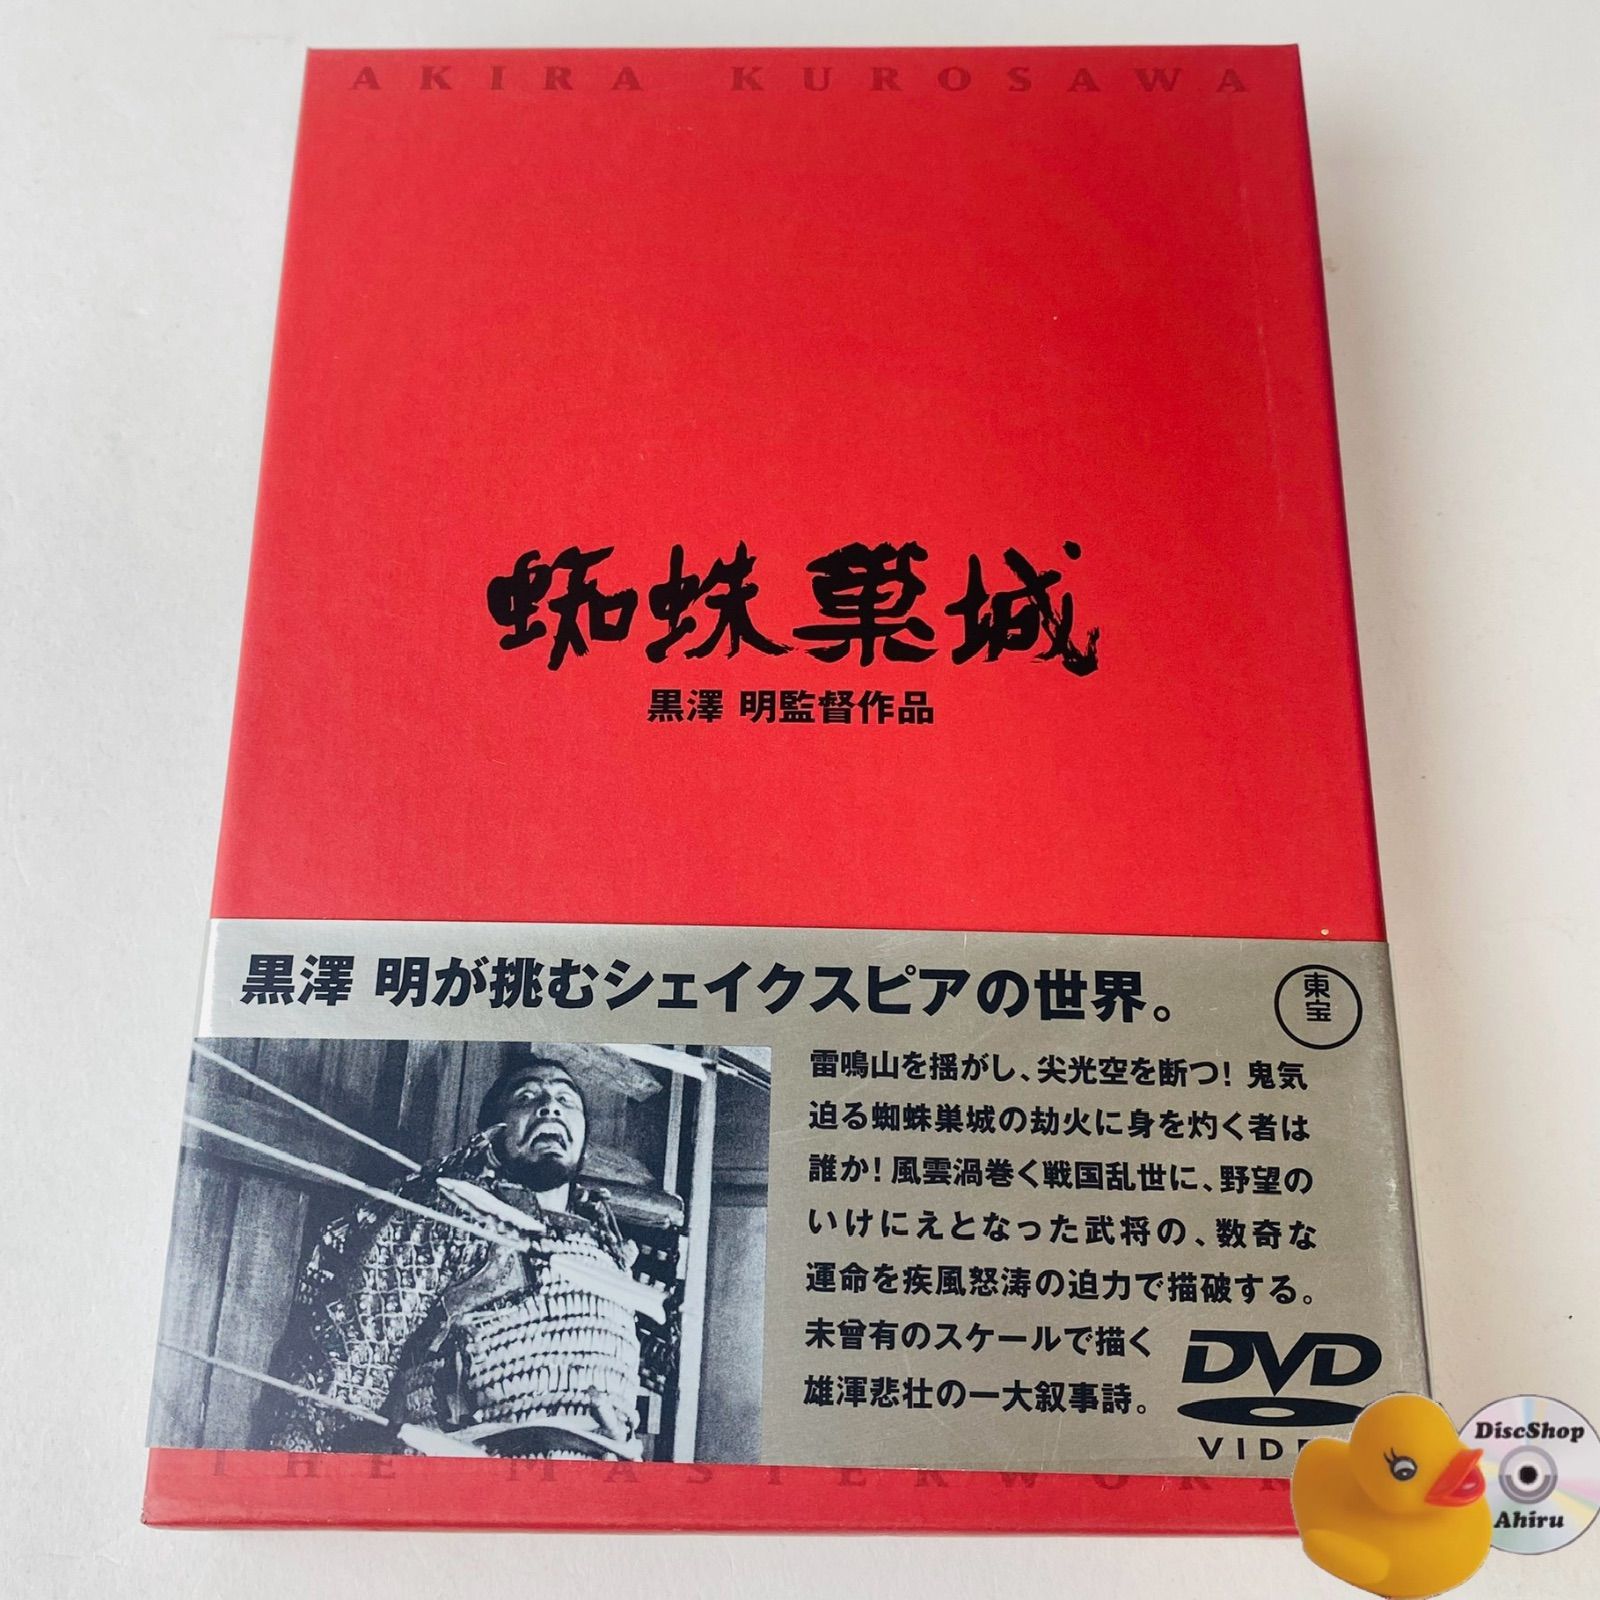 AKIRA KUROSAWA
蜘蛛巣城
黒澤 明監督作品
黒澤 明が挑むシェイクスピアの世界。
東宝
雷鳴山を揺がし、尖光空を断つ! 鬼気
迫る蜘蛛巣城の劫火に身を灼く者は
誰か! 風雲渦巻く戦国乱世に、野望の
いけにえとなった武将の、数奇な
運命を疾風怒涛の迫力で描破する。
未曾有のスケールで描く
雄渾悲壮の一大叙事詩。
DVD
VIDE
THE MASTERWORK
DiscShop
Ahiru